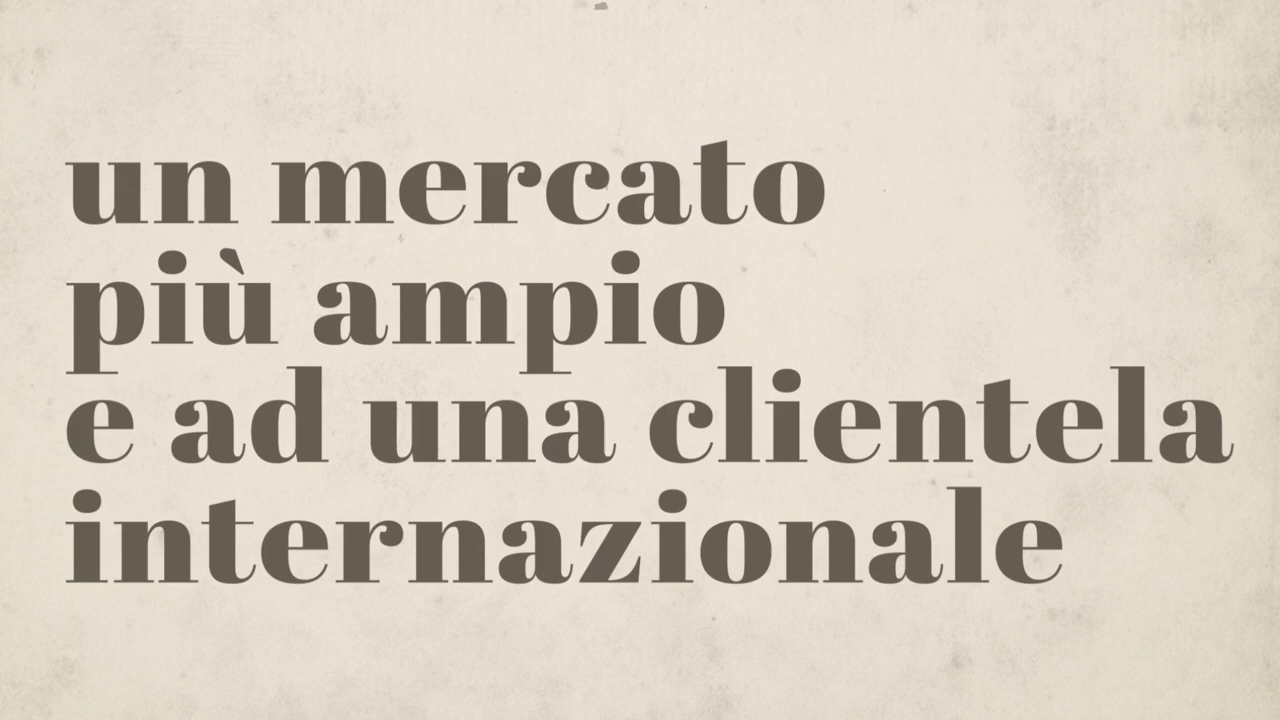 un mercato
più ampio
e ad una clientela
internazionale